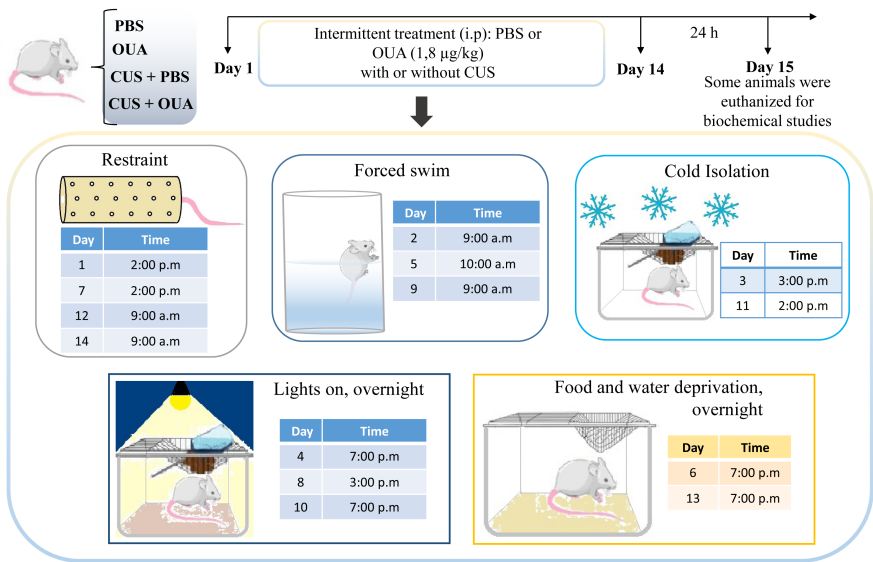 PBS
OUA
CUS + PBS
CUS + OUA
Day 1
Intermittent treatment (i.p): PBS or
OUA (1,8 µg/kg)
with or without CUS
Day 14
24 h
Day 15
Some animals were
euthanized for
biochemical studies
Restraint
Day Time
1 2:00 p.m
7 2:00 p.m
12 9:00 a.m
14 9:00 a.m
Forced swim
Day Time
2 9:00 a.m
5 10:00 a.m
9 9:00 a.m
Cold Isolation
Day Time
3 3:00 p.m
11 2:00 p.m
Lights on, overnight
Day Time
4 7:00 p.m
8 3:00 p.m
10 7:00 p.m
Food and water deprivation,
overnight
Day Time
6 7:00 p.m
13 7:00 p.m